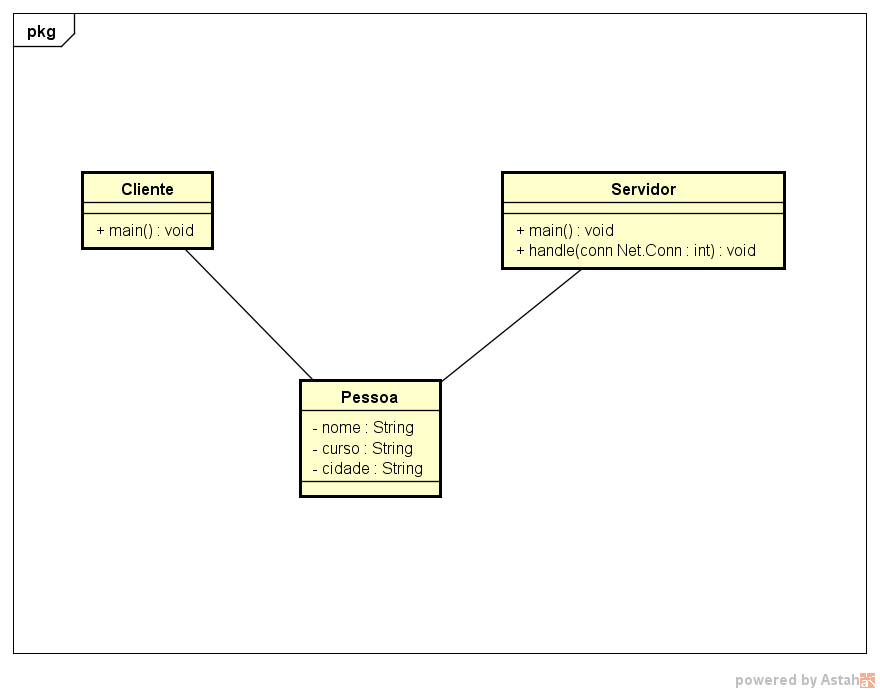 pkg
Cliente
+ main() : void
Servidor
+ main() : void
+ handle(conn Net.Conn : int) : void
Pessoa
- nome : String
- curso : String
- cidade : String
powered by Astah